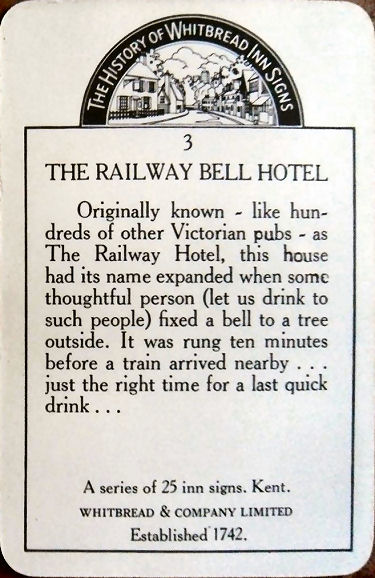 THE HISTORY OF WHITBREAD INN SIGNS
3
THE RAILWAY BELL HOTEL
Originally known - like hun-
dreds of other Victorian pubs - as
The Railway Hotel, this house
had its name expanded when some
thoughtful person (let us drink to
such people) fixed a bell to a tree
outside. It was rung ten minutes
before a train arrived nearby . . .
just the right time for a last quick
drink . . .
A series of 25 inn signs. Kent.
WHITBREAD & COMPANY LIMITED
Established 1742.